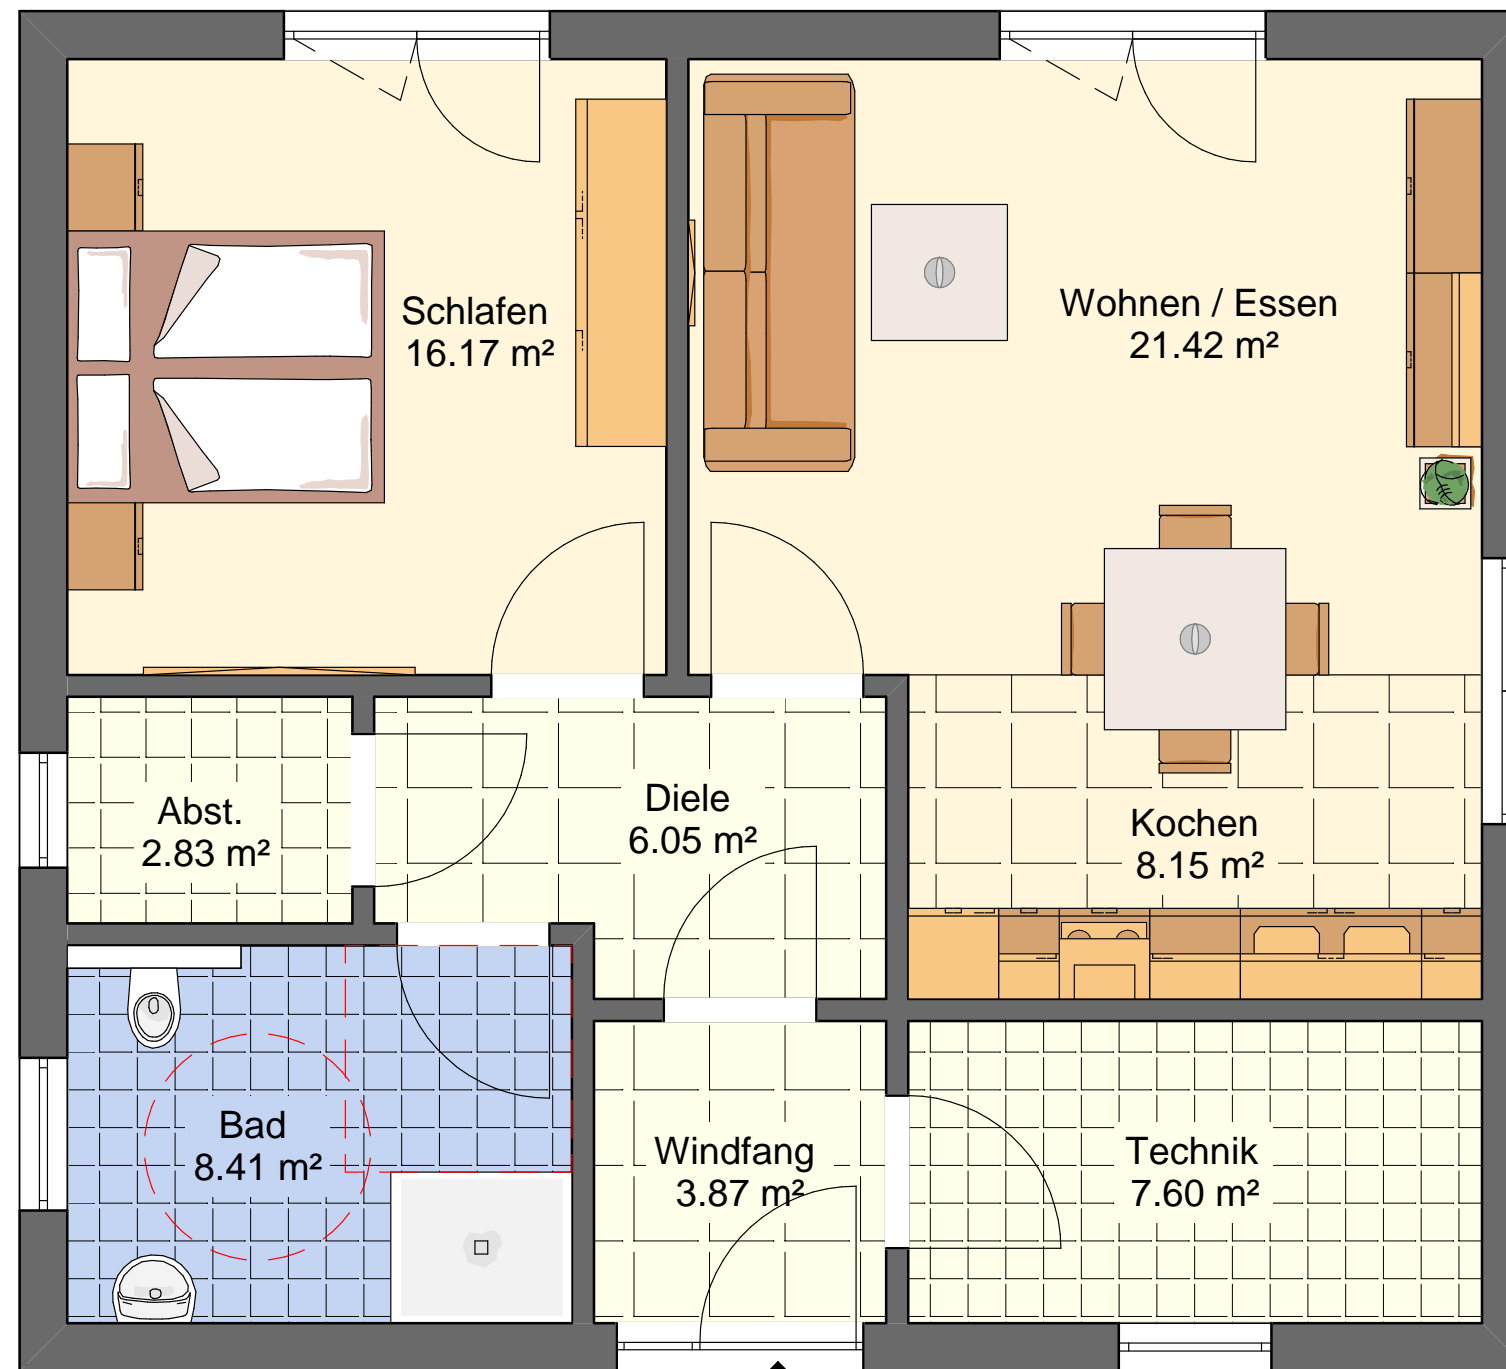 Schlafen
16.17 m²
Wohnen / Essen
21.42 m²
Abst.
2.83 m²
Diele
6.05 m²
Kochen
8.15 m²
Bad
8.41 m²
Windfang
3.87 m²
Technik
7.60 m²